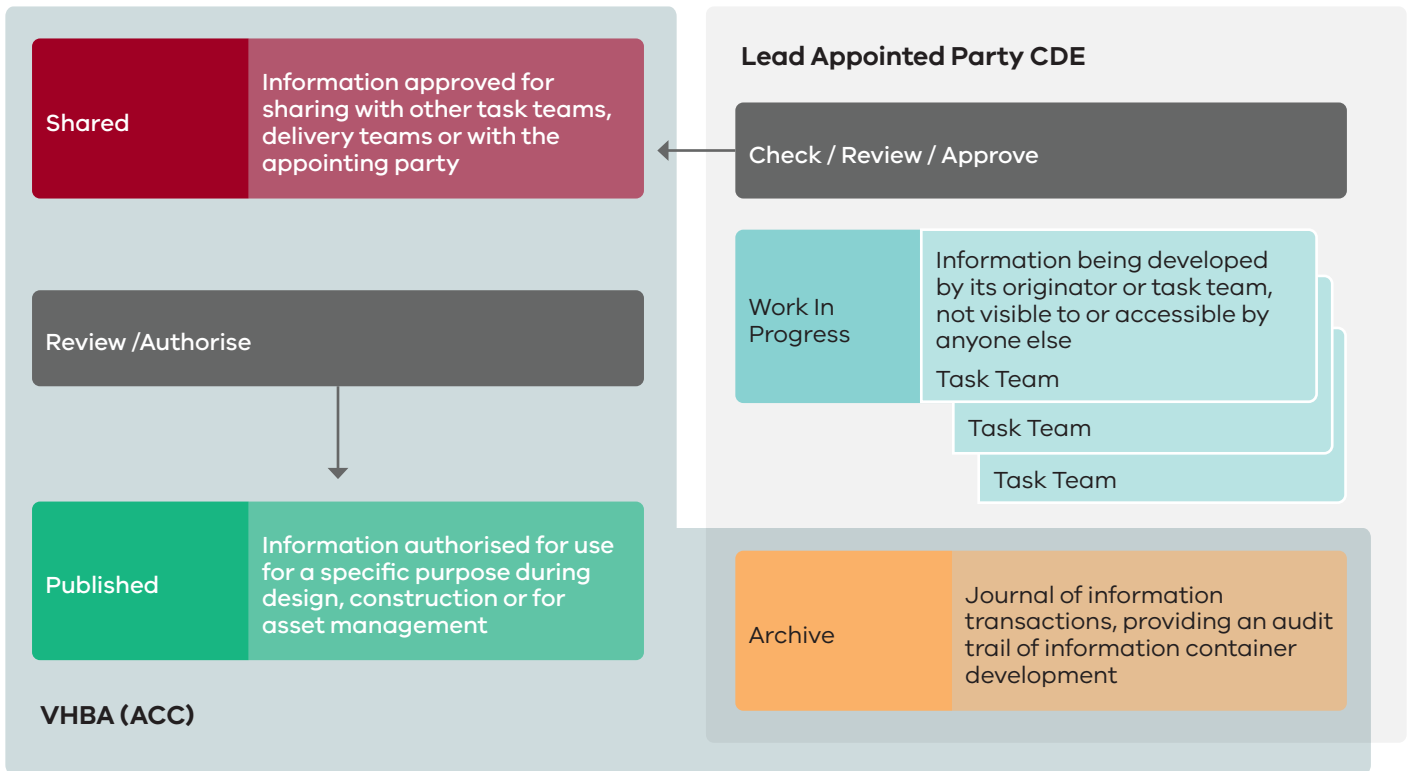 Shared
Information approved for
sharing with other task teams,
delivery teams or with the
appointing party
Review /Authorise
Published
Information authorised for use
for a specific purpose during
design, construction or for
asset management
VHBA (ACC)
Lead Appointed Party CDE
Check / Review / Approve
Work In
Progress
Information being developed
by its originator or task team,
not visible to or accessible by
anyone else
Task Team
Task Team
Task Team
Archive
Journal of information
transactions, providing an audit
trail of information container
development